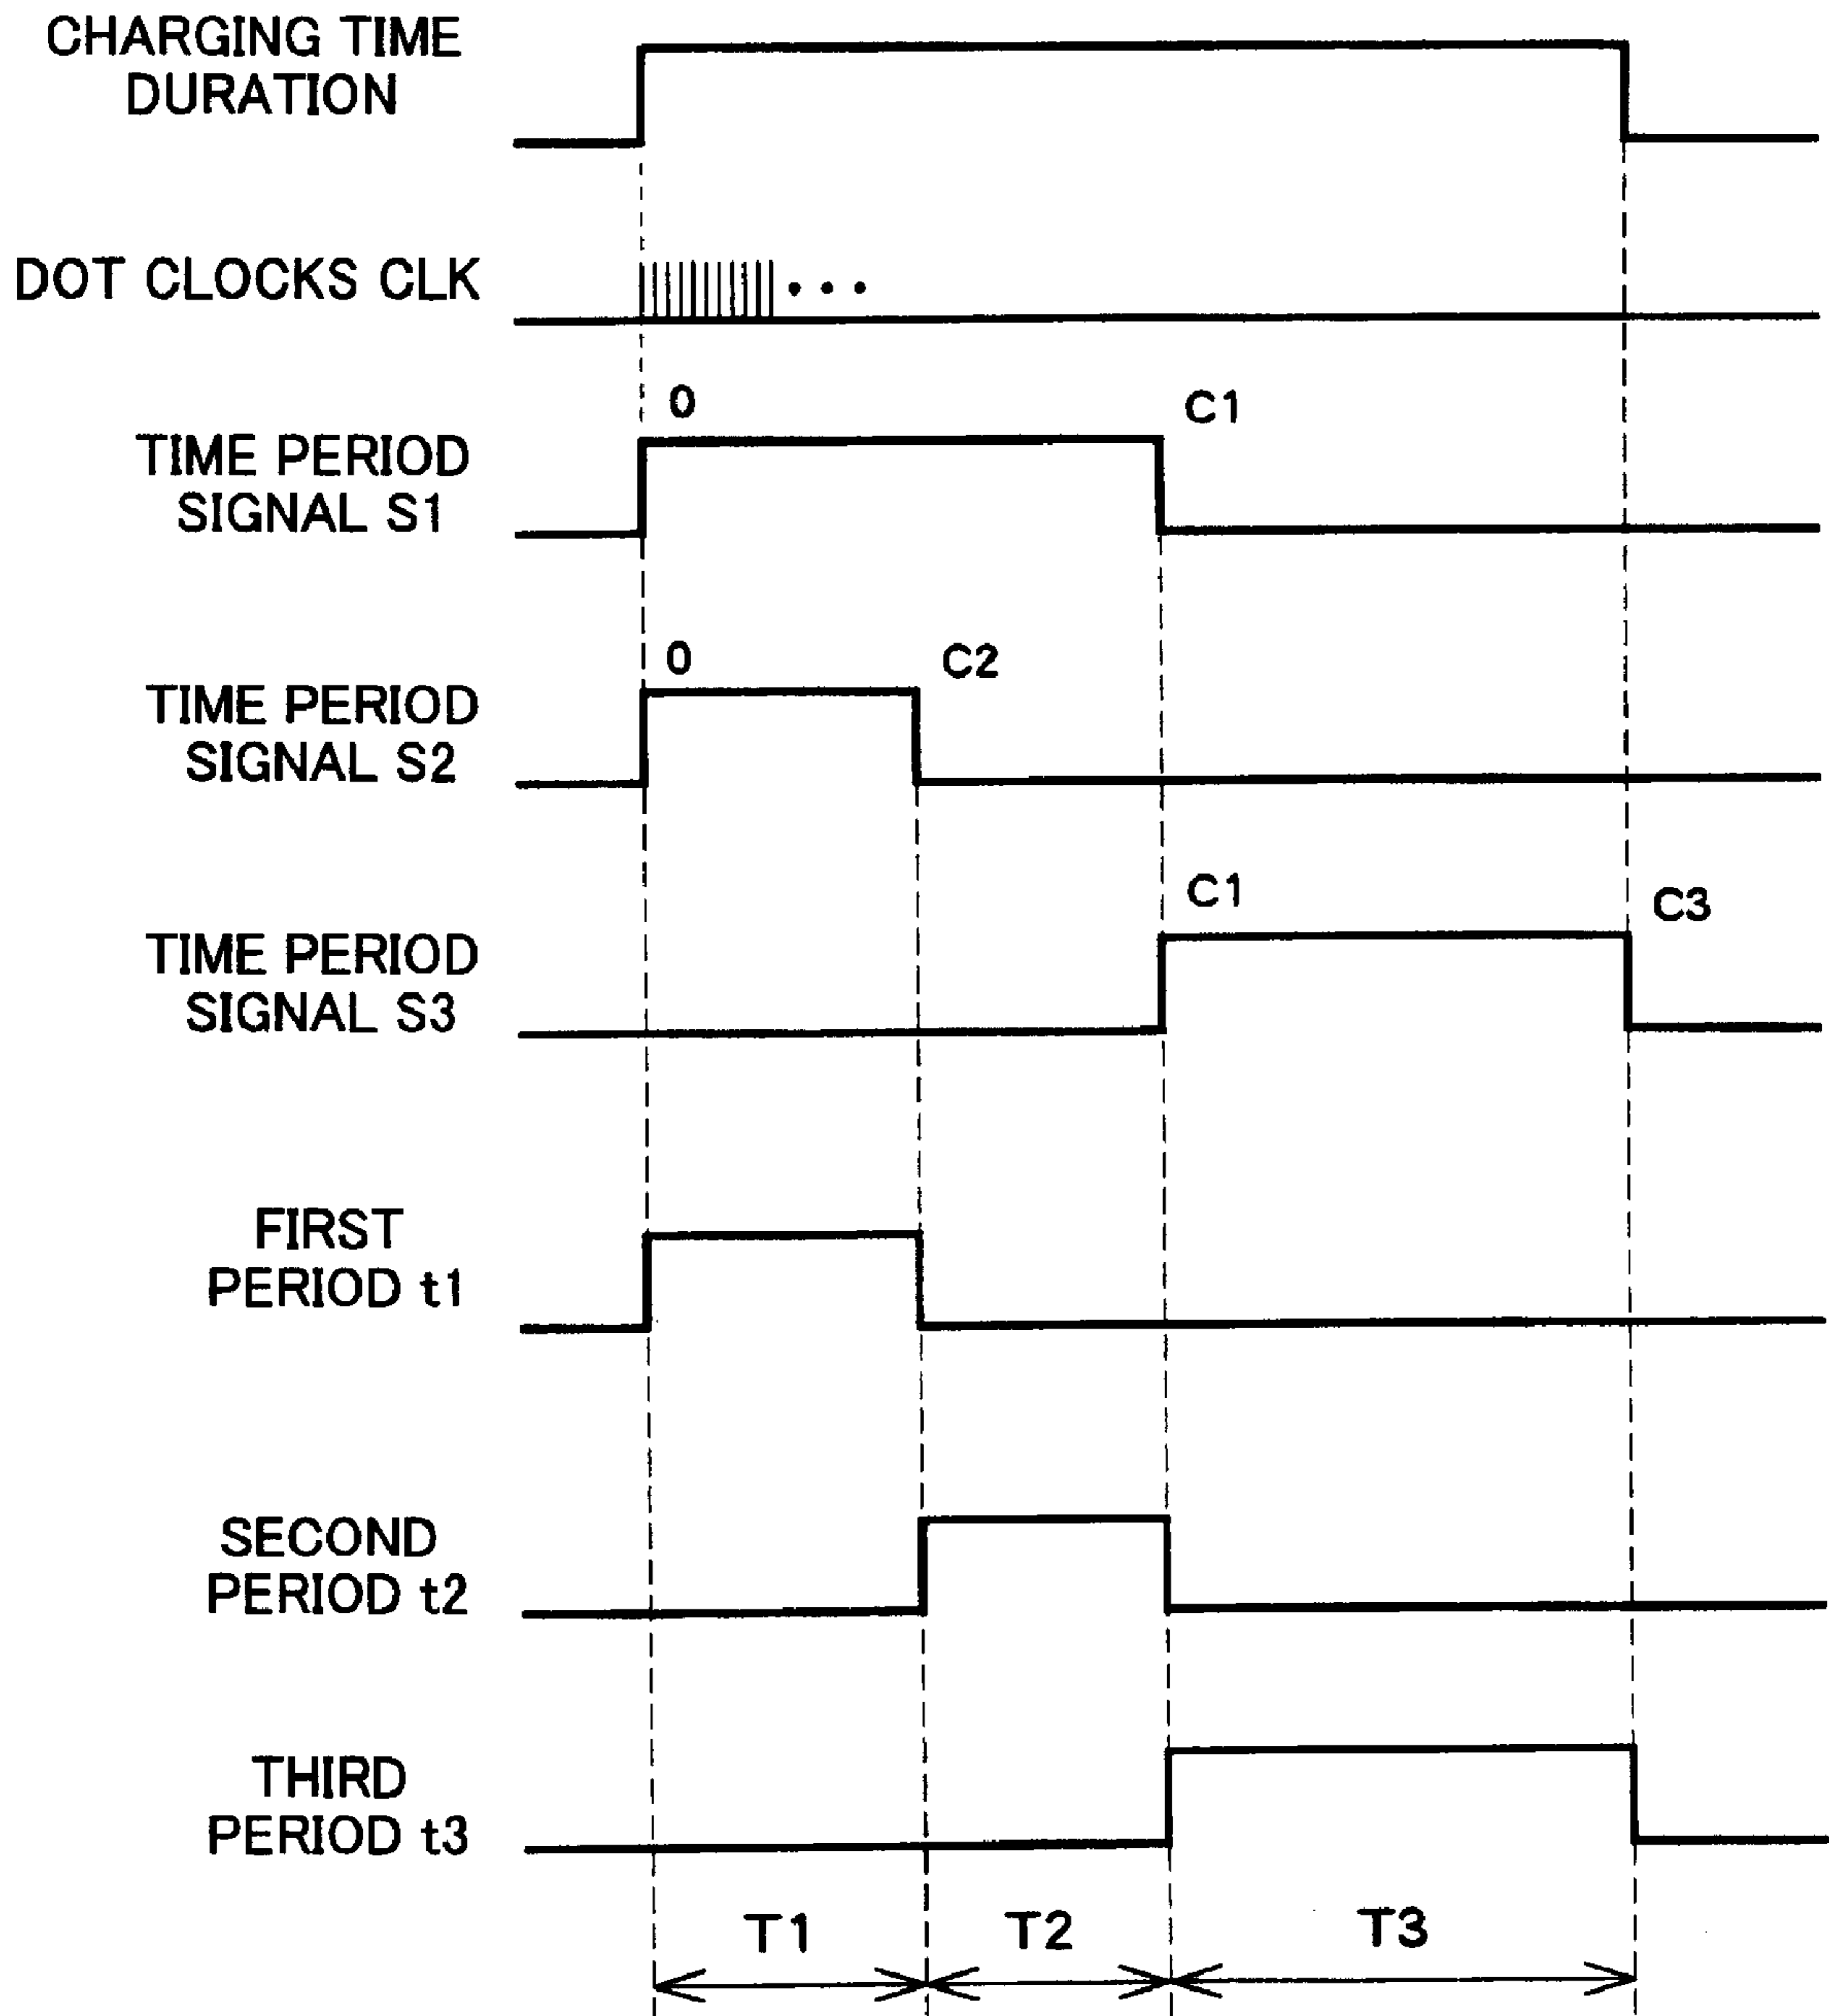 CHARGING TIME
DURATION
DOT CLOCKS CLK
0 C1
TIME PERIOD
SIGNAL S1
0 C2
TIME PERIOD
SIGNAL S2
C1 C3
TIME PERIOD
SIGNAL S3
FIRST
PERIOD t1
SECOND
PERIOD t2
THIRD
PERIOD t3
T1 T2 T3